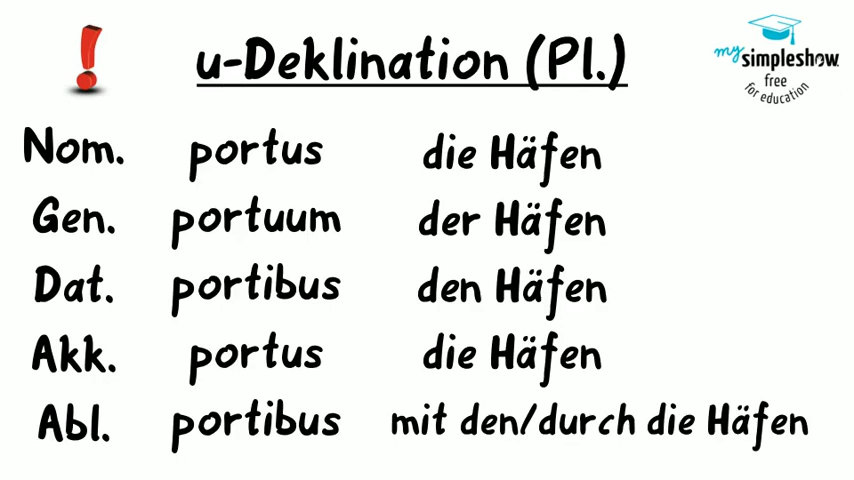 u-Deklination (Pl.)
my simpleshow
free
for education
Nom. portus die Häfen
Gen. portuum der Häfen
Dat. portibus den Häfen
Akk. portus die Häfen
Abl. portibus mit den/durch die Häfen